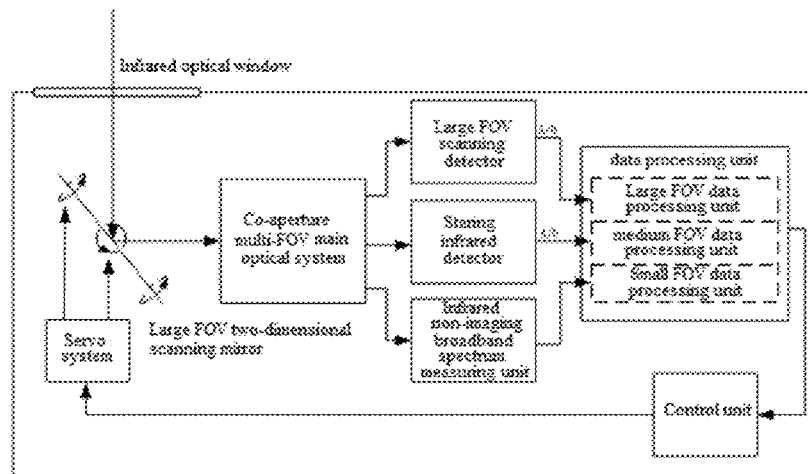 Infrared optical window
Large FOV
scanning
detector
A/D
data processing unit
Large FOV data
processing unit
Co-aperture
multi-FOV main
optical system
Staring
infrared
detector
A/D
medium FOV data
processing unit
Small FOV data
processing unit
Infrared
non-imaging
broadband
spectrum
measuring unit
Servo
system
Large FOV two-dimensional
scanning mirror
Control unit